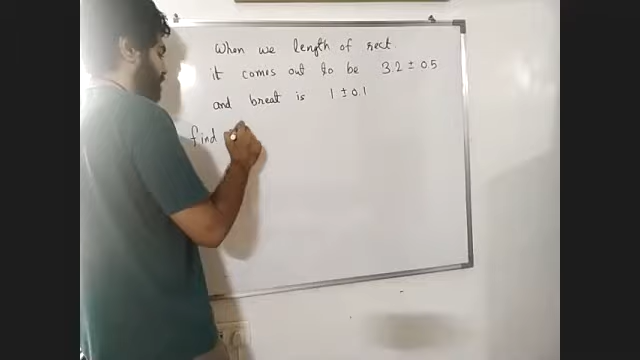 When we length of rect.
it comes out to be 3.2 ± 0.5
and breat is 1 ± 0.1
find